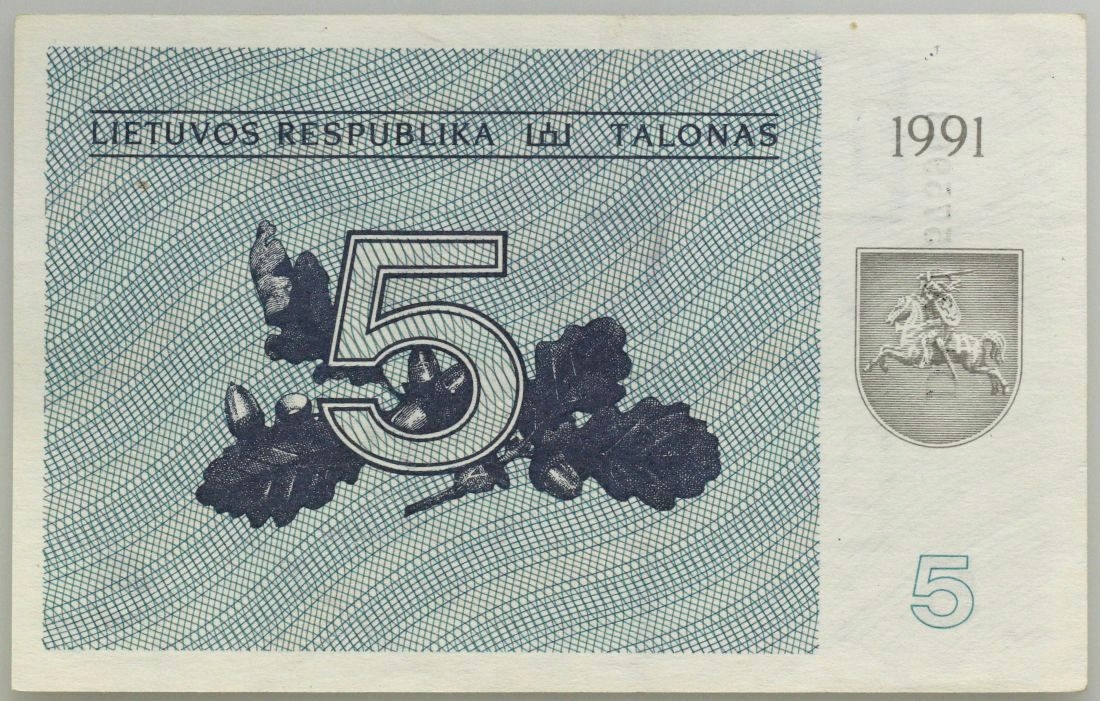 LIETUVOS RESPUBLIKA TALONAS
1991
5
5